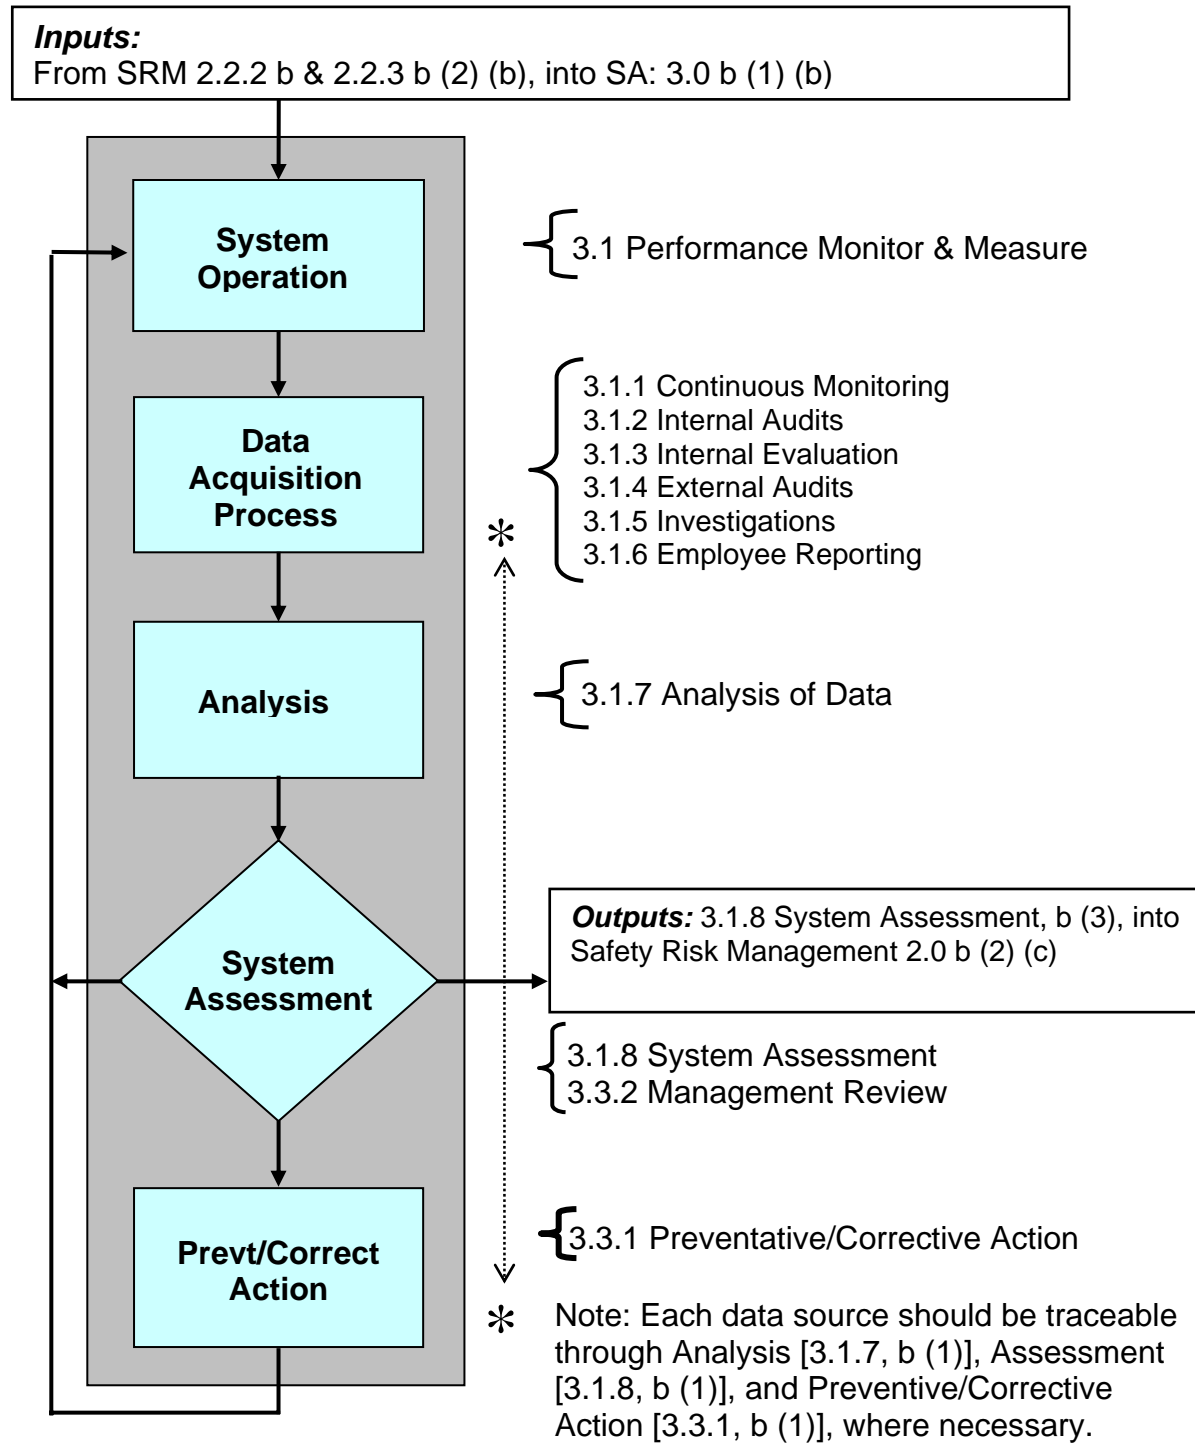 Inputs:
From SRM 2.2.2 b & 2.2.3 b (2) (b), into SA: 3.0 b (1) (b)
System
Operation
3.1 Performance Monitor & Measure
Data
Acquisition
Process
3.1.1 Continuous Monitoring
3.1.2 Internal Audits
3.1.3 Internal Evaluation
3.1.4 External Audits
3.1.5 Investigations
3.1.6 Employee Reporting
*
Analysis
3.1.7 Analysis of Data
System
Assessment
Outputs: 3.1.8 System Assessment, b (3), into
Safety Risk Management 2.0 b (2) (c)
3.1.8 System Assessment
3.3.2 Management Review
Prevt/Correct
Action
3.3.1 Preventative/Corrective Action
*
Note: Each data source should be traceable
through Analysis [3.1.7, b (1)], Assessment
[3.1.8, b (1)], and Preventive/Corrective
Action [3.3.1, b (1)], where necessary.